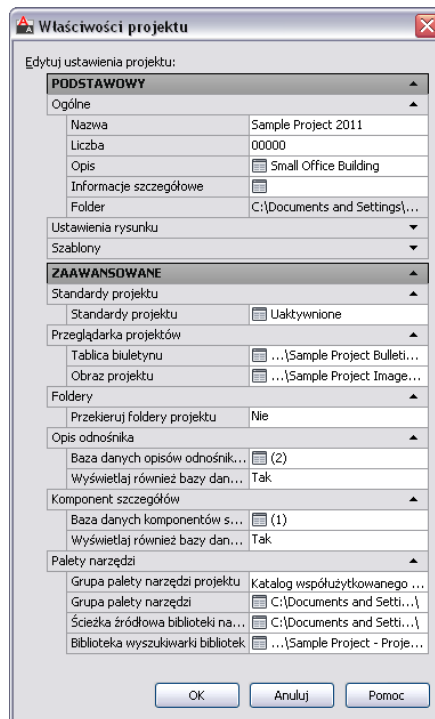 Właściwości projektu
Edytuj ustawienia projektu:
PODSTAWOWY
Ogólne
Nazwa Sample Project 2011
Liczba 00000
Opis Small Office Building
Informacje szczegółowe
Folder C:\Documents and Settings\...
Ustawienia rysunku
Szablony
ZAAWANSOWANE
Standardy projektu
Standardy projektu Uaktywnione
Przeglądarka projektów
Tablica biuletynu ...\Sample Project Bulleti...
Obraz projektu ...\Sample Project Image...
Foldery
Przekieruj foldery projektu Nie
Opis odnośnika
Baza danych opisów odnośnik... (2)
Wyświetlaj również bazy dan... Tak
Komponent szczegółów
Baza danych komponentów s... (1)
Wyświetlaj również bazy dan... Tak
Palety narzędzi
Grupa palety narzędzi projektu Katalog współużytkowanego ...
Grupa palety narzędzi C:\Documents and Setti...\
Ścieżka źródłowa biblioteki na... C:\Documents and Setti...\
Biblioteka wyszukiwarki bibliotek ...\Sample Project - Proje...
OK Anuluj Pomoc